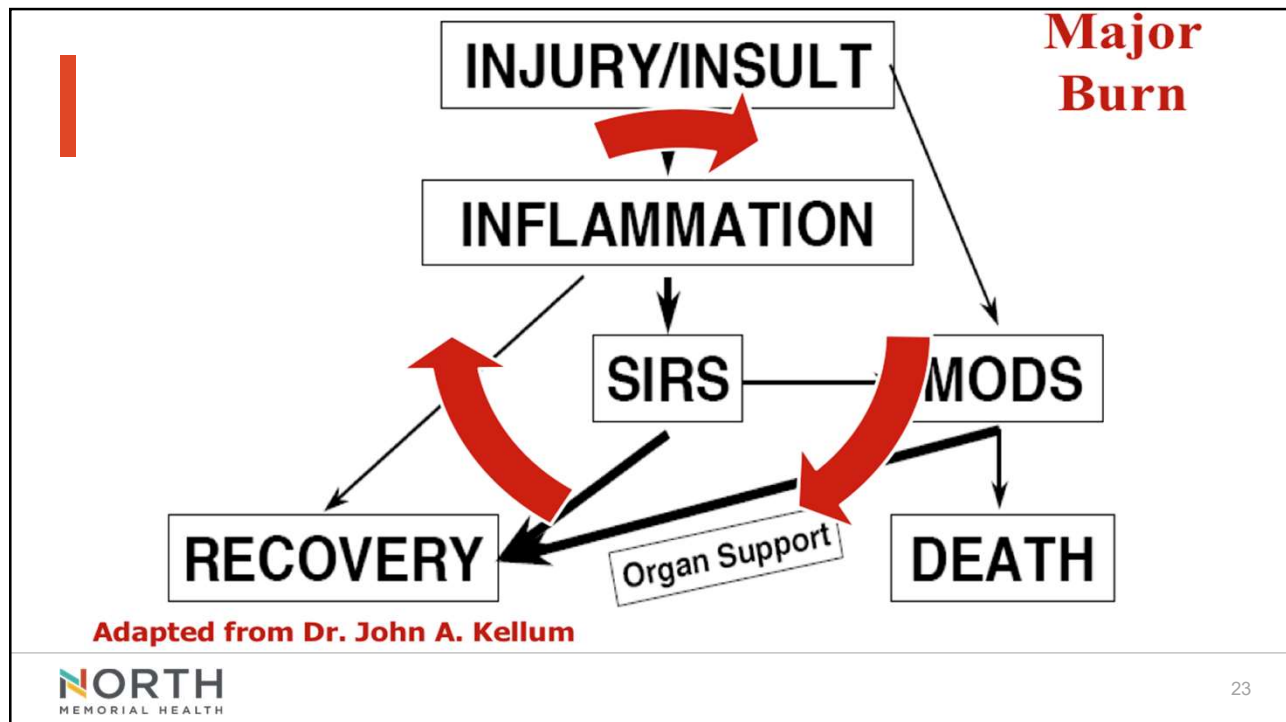 Major
Burn
INJURY/INSULT
INFLAMMATION
SIRS
MODS
RECOVERY
Organ Support
DEATH
Adapted from Dr. John A. Kellum
NORTH
MEMORIAL HEALTH
23